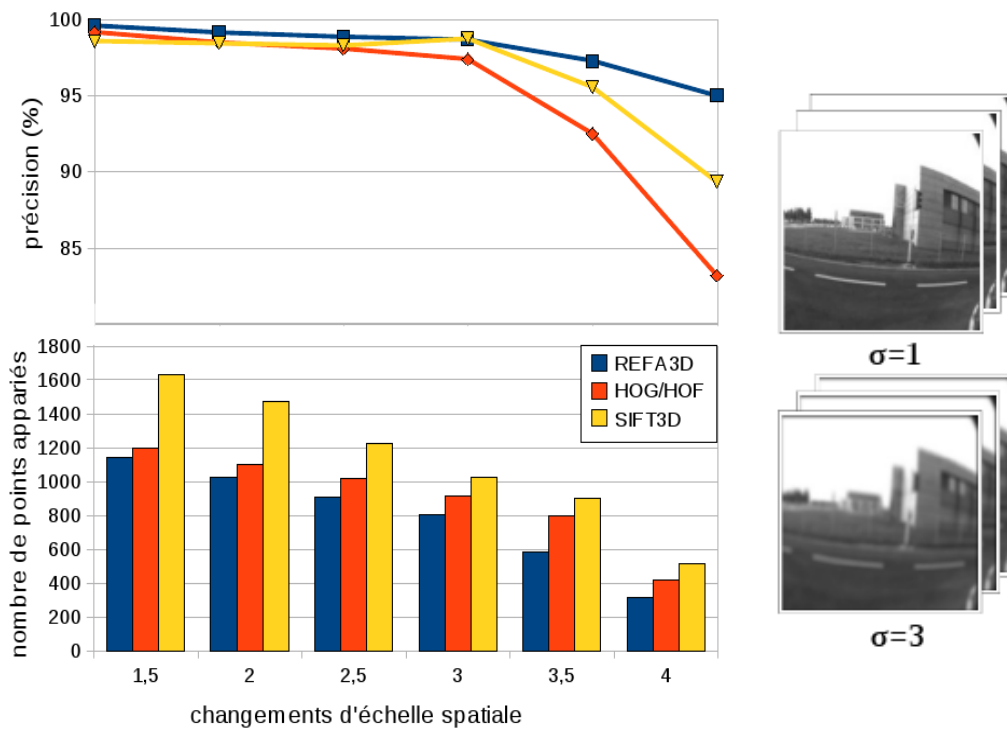 100
95
90
85
précision (%)
1800
1600
1400
1200
1000
800
600
400
200
0
nombre de points appariés
REFA3D
HOG/HOF
SIFT3D
1,5 2 2,5 3 3,5 4
changements d'échelle spatiale
σ=1
σ=3